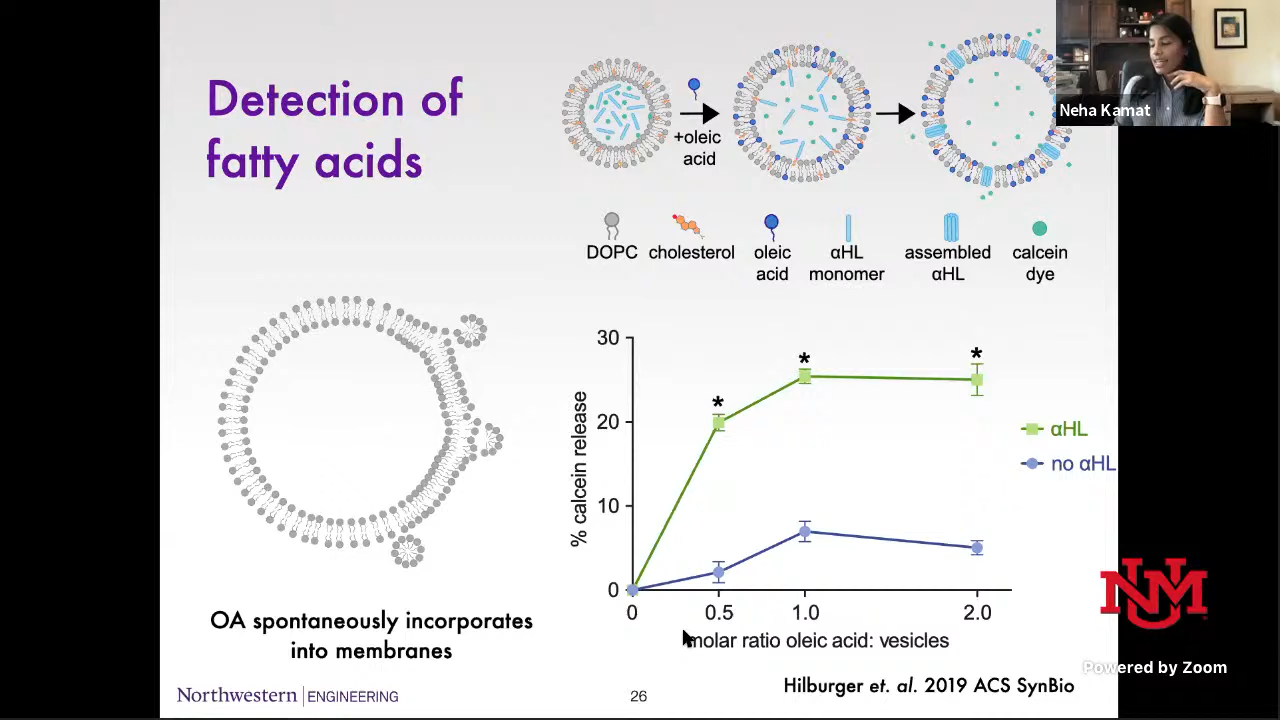 Detection of
fatty acids
+oleic
acid
Neha Kamat
DOPC
cholesterol
oleic
acid
αHL
monomer
assembled
αHL
calcein
dye
30
20
10
0
% calcein release
*
*
*
αHL
no αHL
0
0.5
1.0
2.0
molar ratio oleic acid: vesicles
OA spontaneously incorporates
into membranes
Hilburger et. al. 2019 ACS SynBio
Northwestern | ENGINEERING
26
UNM
Powered by Zoom